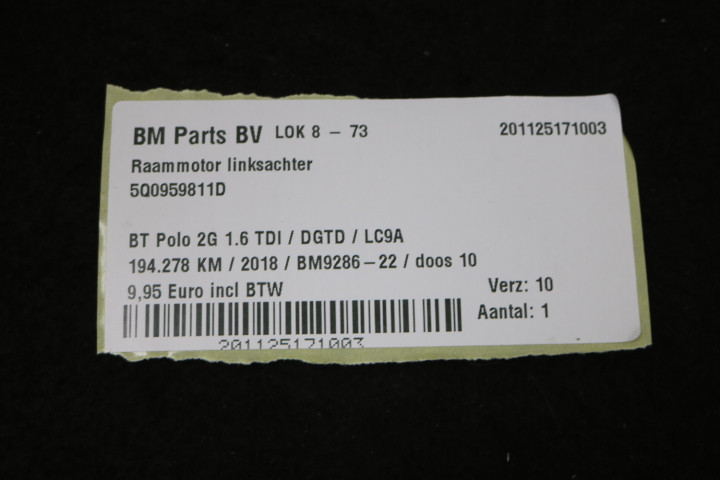 BM Parts BV LOK 8 - 73 201125171003
Raammotor linksachter
5Q0959811D
BT Polo 2G 1.6 TDI / DGTD / LC9A
194.278 KM / 2018 / BM9286-22 / doos 10
9,95 Euro incl BTW Verz: 10
Aantal: 1
201125171003